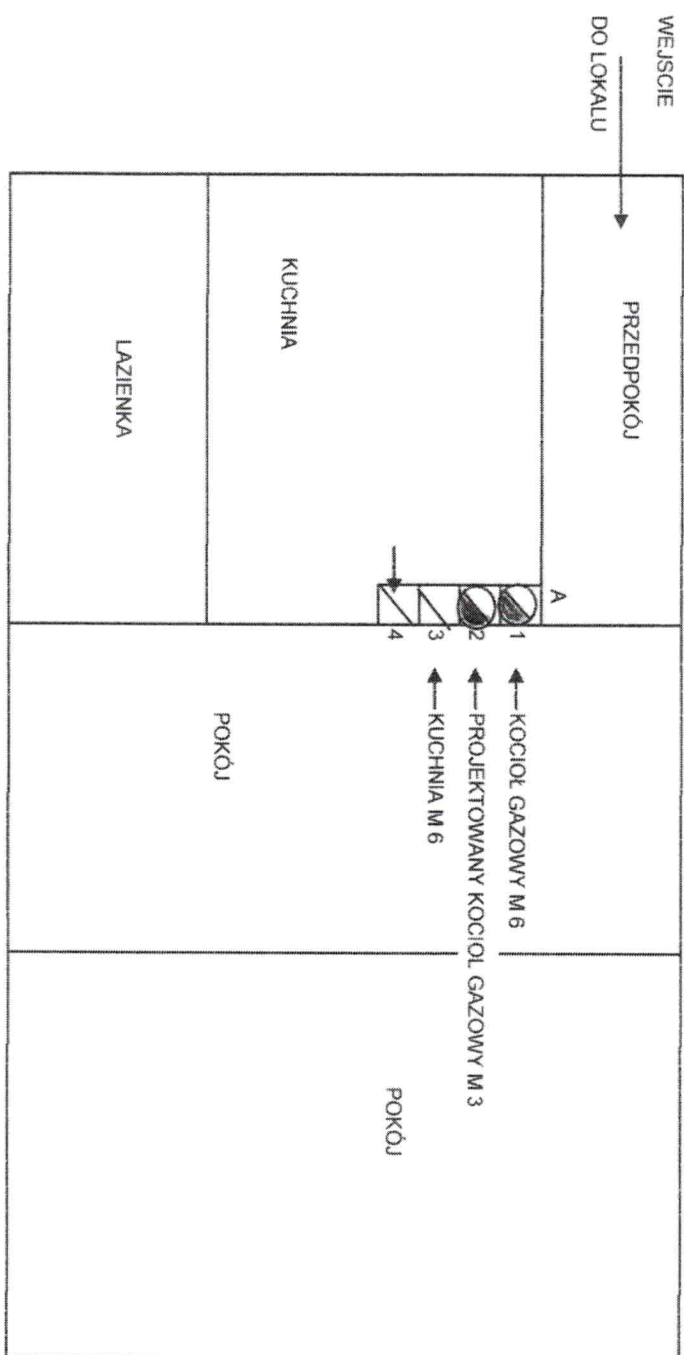 WEJSCIE
DO LOKALU
PRZEDPOKÓJ
KUCHNIA
LAZIENKA
A
1
2
3
4
KOCIOŁ GAZOWY M 6
PROJEKTOWANY KOCIOL GAZOWY M 3
KUCHNIA M 6
POKÓJ
POKÓJ